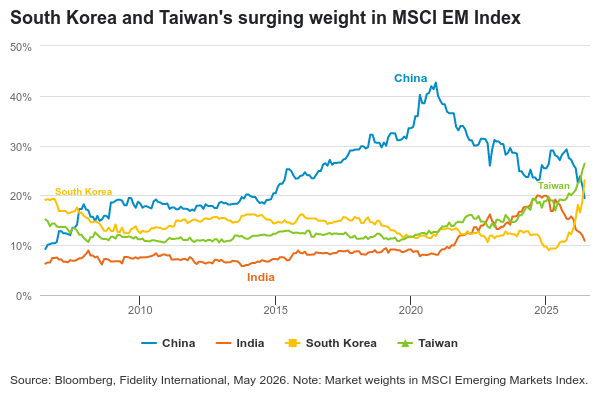 South Korea and Taiwan's surging weight in MSCI EM Index
50%
40%
30%
20%
10%
0%
China
South Korea
Taiwan
India
2010
2015
2020
2025
China India South Korea Taiwan
Source: Bloomberg, Fidelity International, May 2026. Note: Market weights in MSCI Emerging Markets Index.